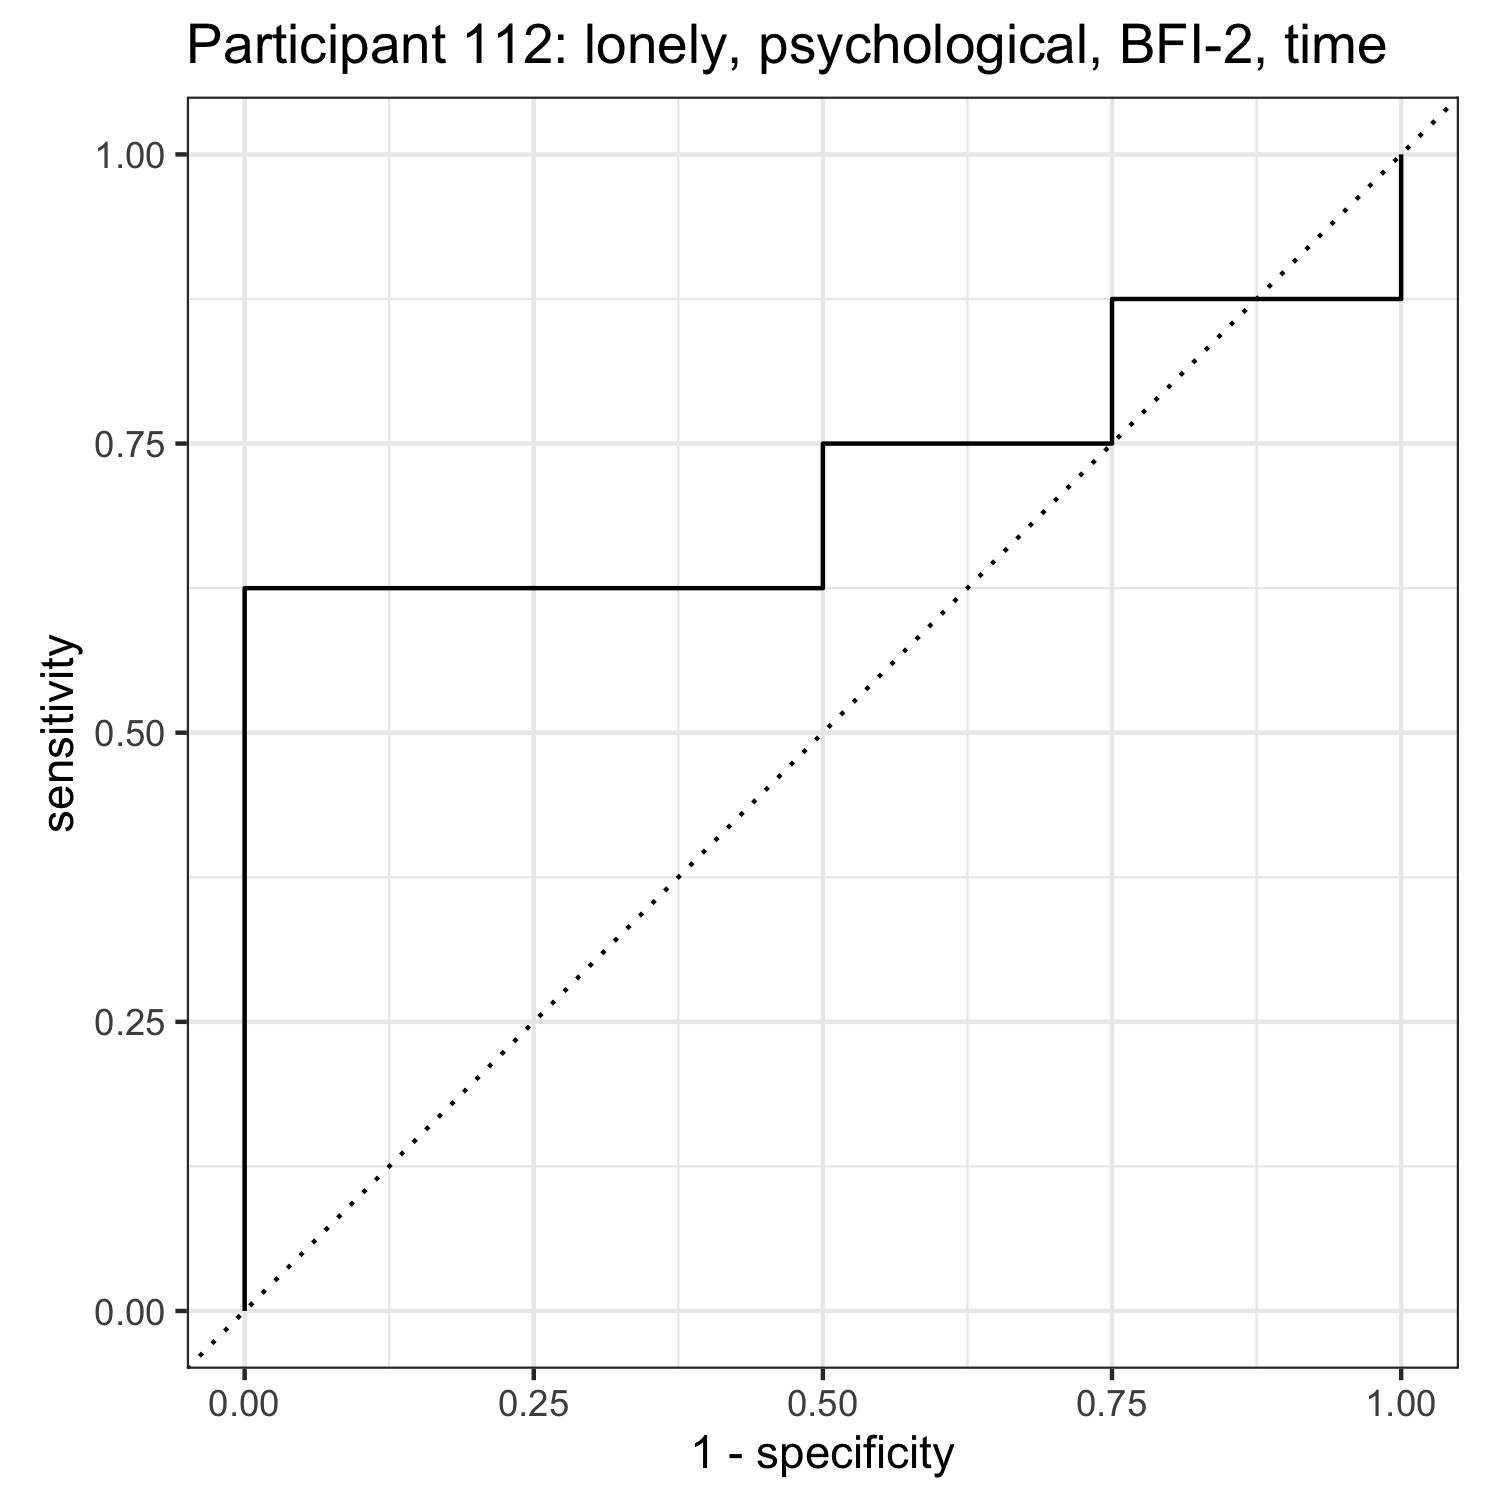 Participant 112: lonely, psychological, BFI-2, time
1.00
0.75
0.50
0.25
0.00
sensitivity
0.00 0.25 0.50 0.75 1.00
1 - specificity